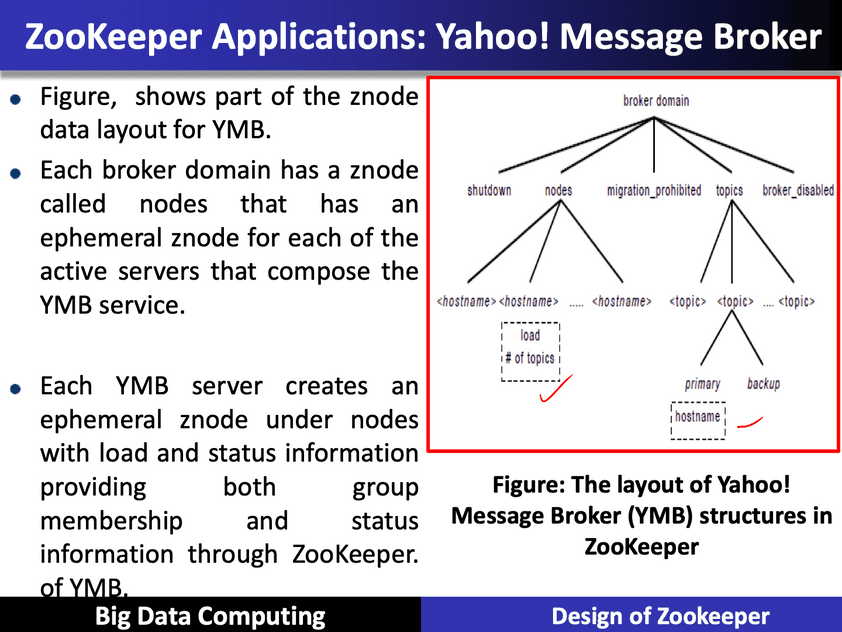 ZooKeeper Applications: Yahoo! Message Broker
Figure, shows part of the znode
data layout for YMB.
Each broker domain has a znode
called nodes that has an
ephemeral znode for each of the
active servers that compose the
YMB service.
Each YMB server creates an
ephemeral znode under nodes
with load and status information
providing both group
membership and status
information through ZooKeeper.
of YMB.
broker domain
shutdown nodes migration_prohibited topics broker_disabled
<hostname> <hostname> ..... <hostname> <topic> <topic> .... <topic>
load
# of topics
primary backup
hostname
Figure: The layout of Yahoo!
Message Broker (YMB) structures in
ZooKeeper
Big Data Computing
Design of Zookeeper